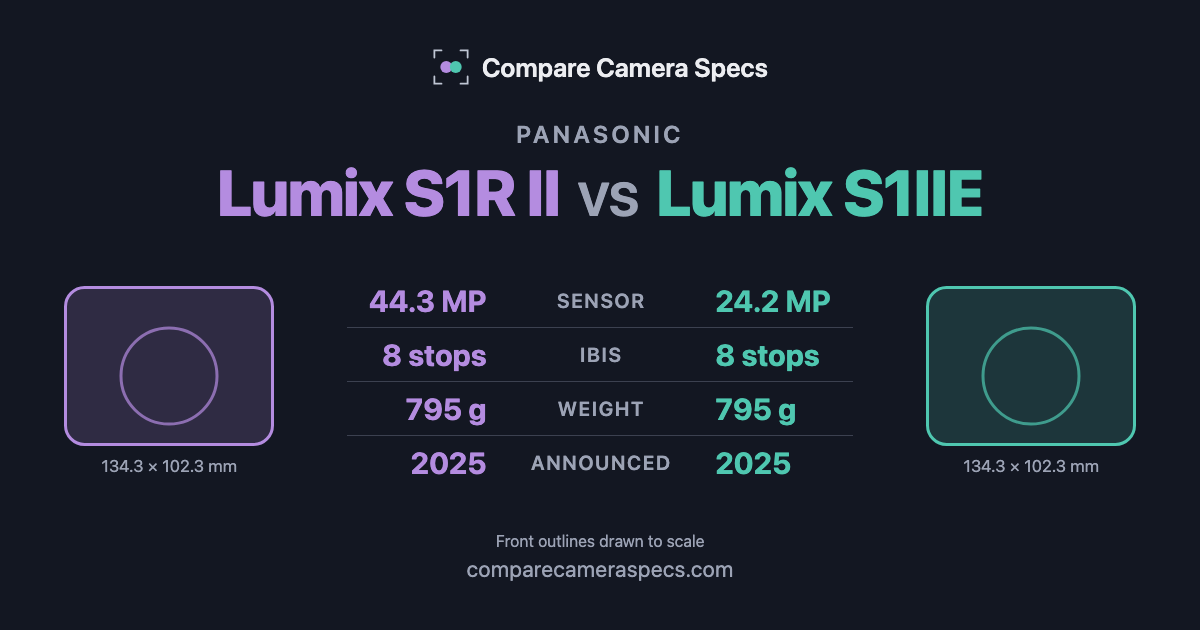 Compare Camera Specs
PANASONIC
Lumix S1R II vs Lumix S1IIE
44.3 MP SENSOR 24.2 MP
8 stops IBIS 8 stops
795 g WEIGHT 795 g
2025 ANNOUNCED 2025
134.3 × 102.3 mm
134.3 × 102.3 mm
Front outlines drawn to scale
comparecameraspecs.com